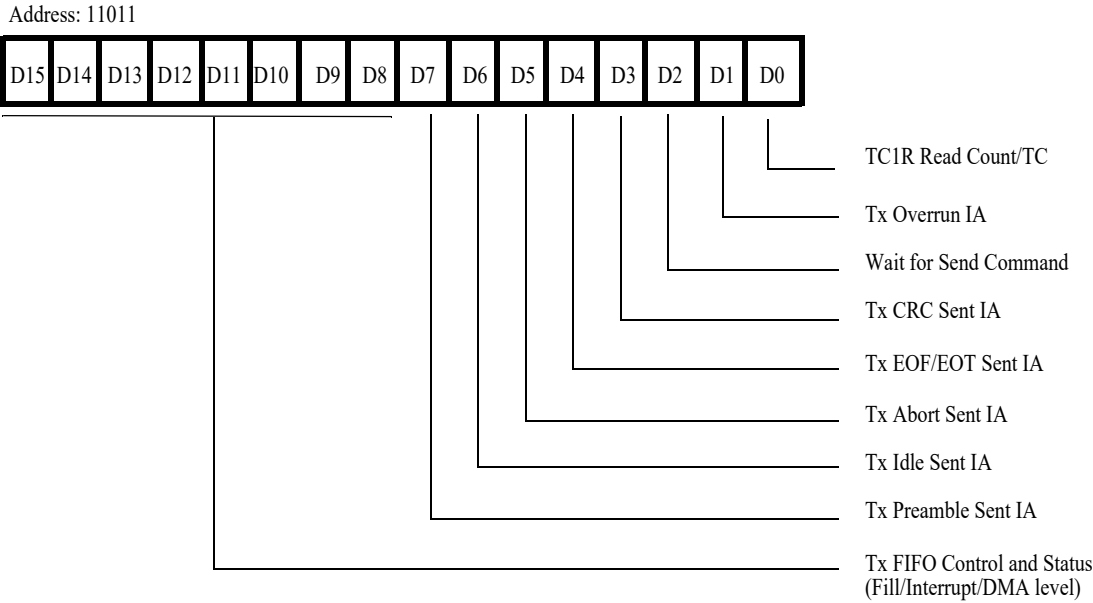 Address: 11011
D15 D14 D13 D12 D11 D10 D9 D8 D7 D6 D5 D4 D3 D2 D1 D0
TC1R Read Count/TC
Tx Overrun IA
Wait for Send Command
Tx CRC Sent IA
Tx EOF/EOT Sent IA
Tx Abort Sent IA
Tx Idle Sent IA
Tx Preamble Sent IA
Tx FIFO Control and Status
(Fill/Interrupt/DMA level)